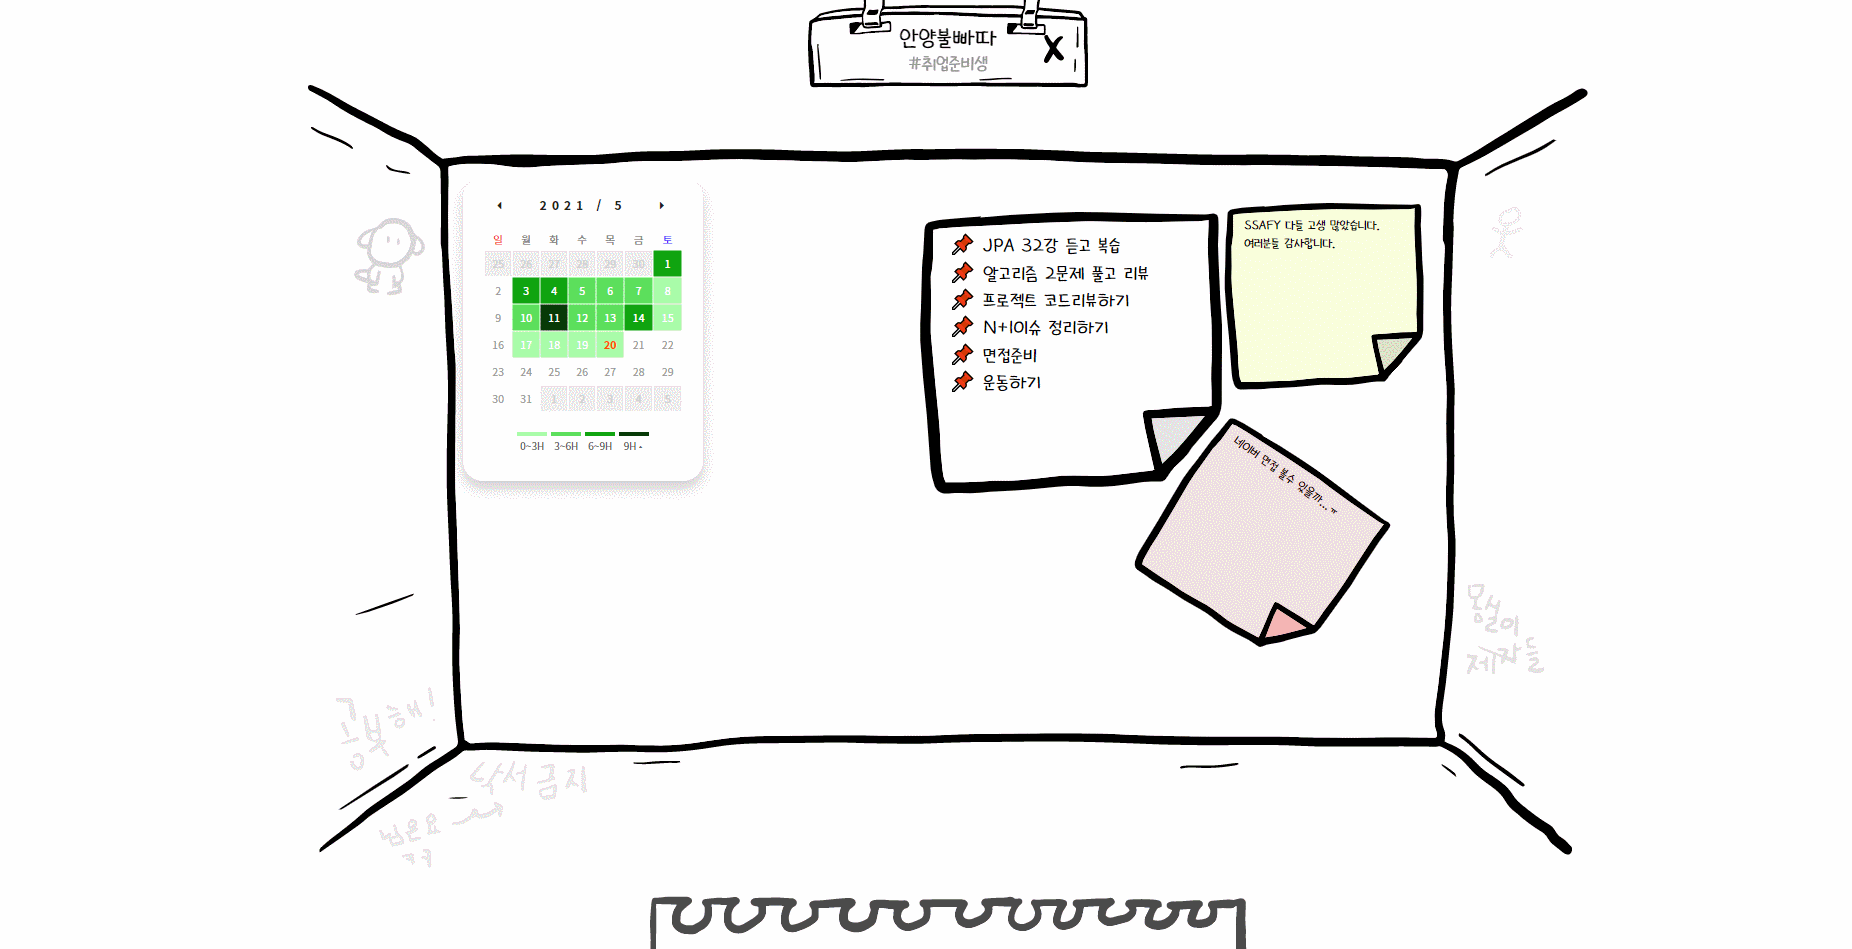 안양불빠따
#취업준비생
X
2021 / 5
일 월 화 수 목 금 토
25 26 27 28 29 30 1
2 3 4 5 6 7 8
9 10 11 12 13 14 15
16 17 18 19 20 21 22
23 24 25 26 27 28 29
30 31 1 2 3 4 5
0~3H 3~6H 6~9H 9H
JPA 32강 듣고 복습
알고리즘 2문제 풀고 리뷰
프로젝트 코드리뷰하기
N+1이슈 정리하기
면접준비
운동하기
SSAFY 다들 고생 많았습니다.
여러분들 감사합니다.
네이버 면접 볼수 있을까... ㅠ
몽실이
제자들
공부해!
낙서 금지
님은요
ㅋㅋ